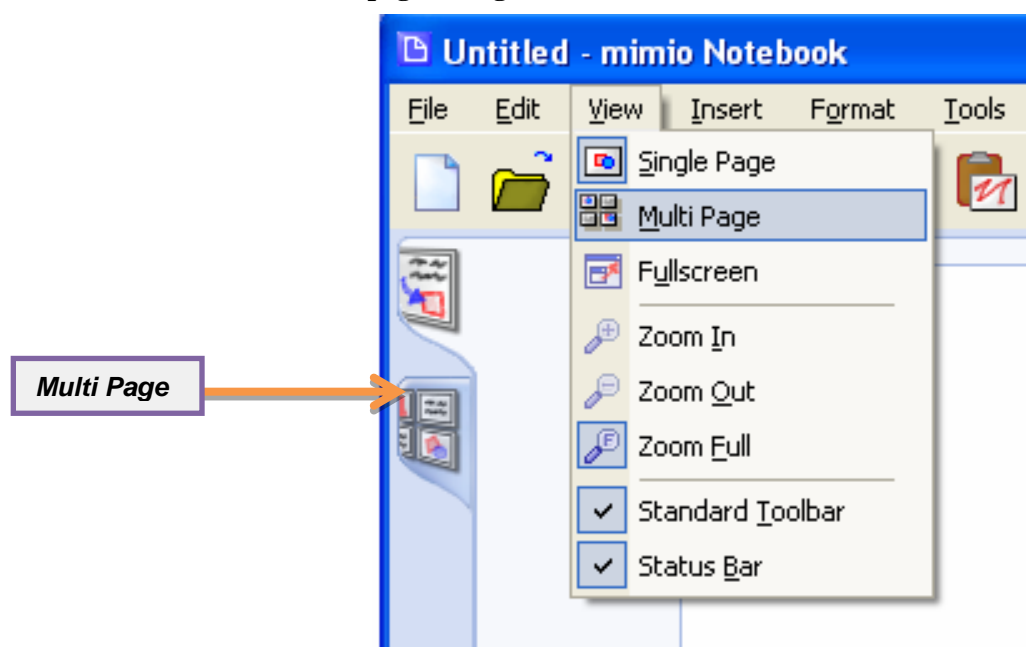 Untitled - mimio Notebook
File Edit View Insert Format Tools
Single Page
Multi Page
Fullscreen
Zoom In
Zoom Out
Zoom Full
Standard Toolbar
Status Bar
Multi Page